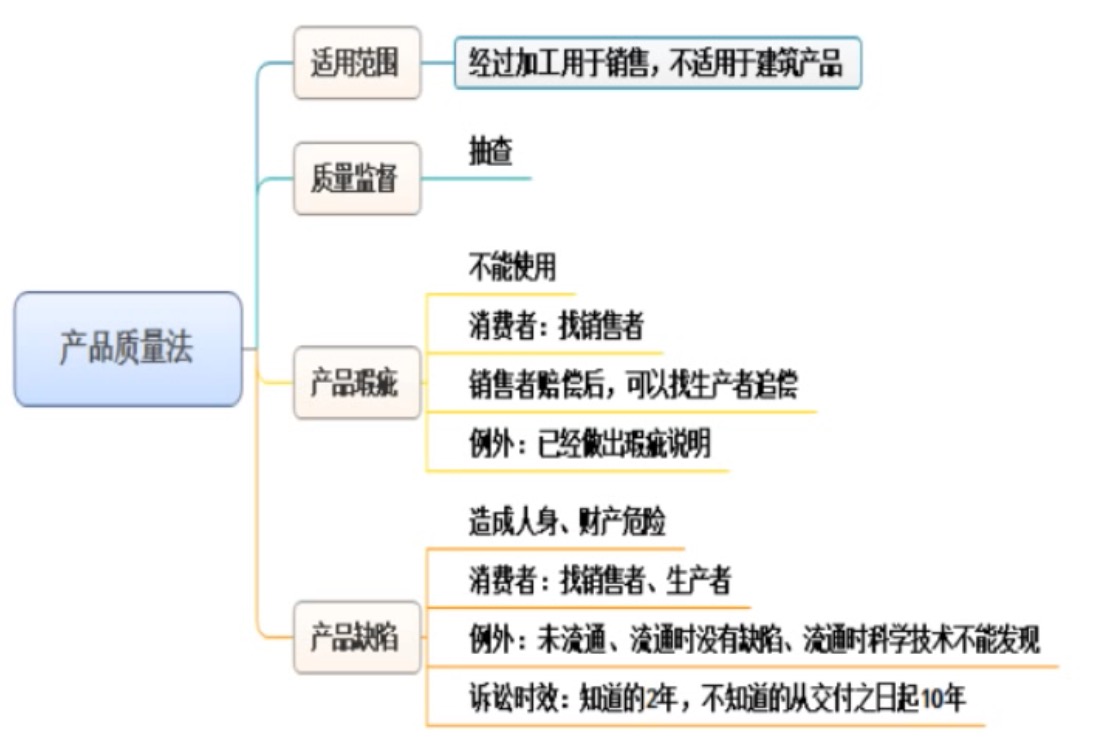 产品质量法
适用范围
经过加工用于销售，不适用于建筑产品
质量监督
抽查
产品瑕疵
不能使用
消费者：找销售者
销售者赔偿后，可以找生产者追偿
例外：已经做出瑕疵说明
产品缺陷
造成人身、财产危险
消费者：找销售者、生产者
例外：未流通、流通时没有缺陷、流通时科学技术不能发现
诉讼时效：知道的2年，不知道的从交付之日起10年